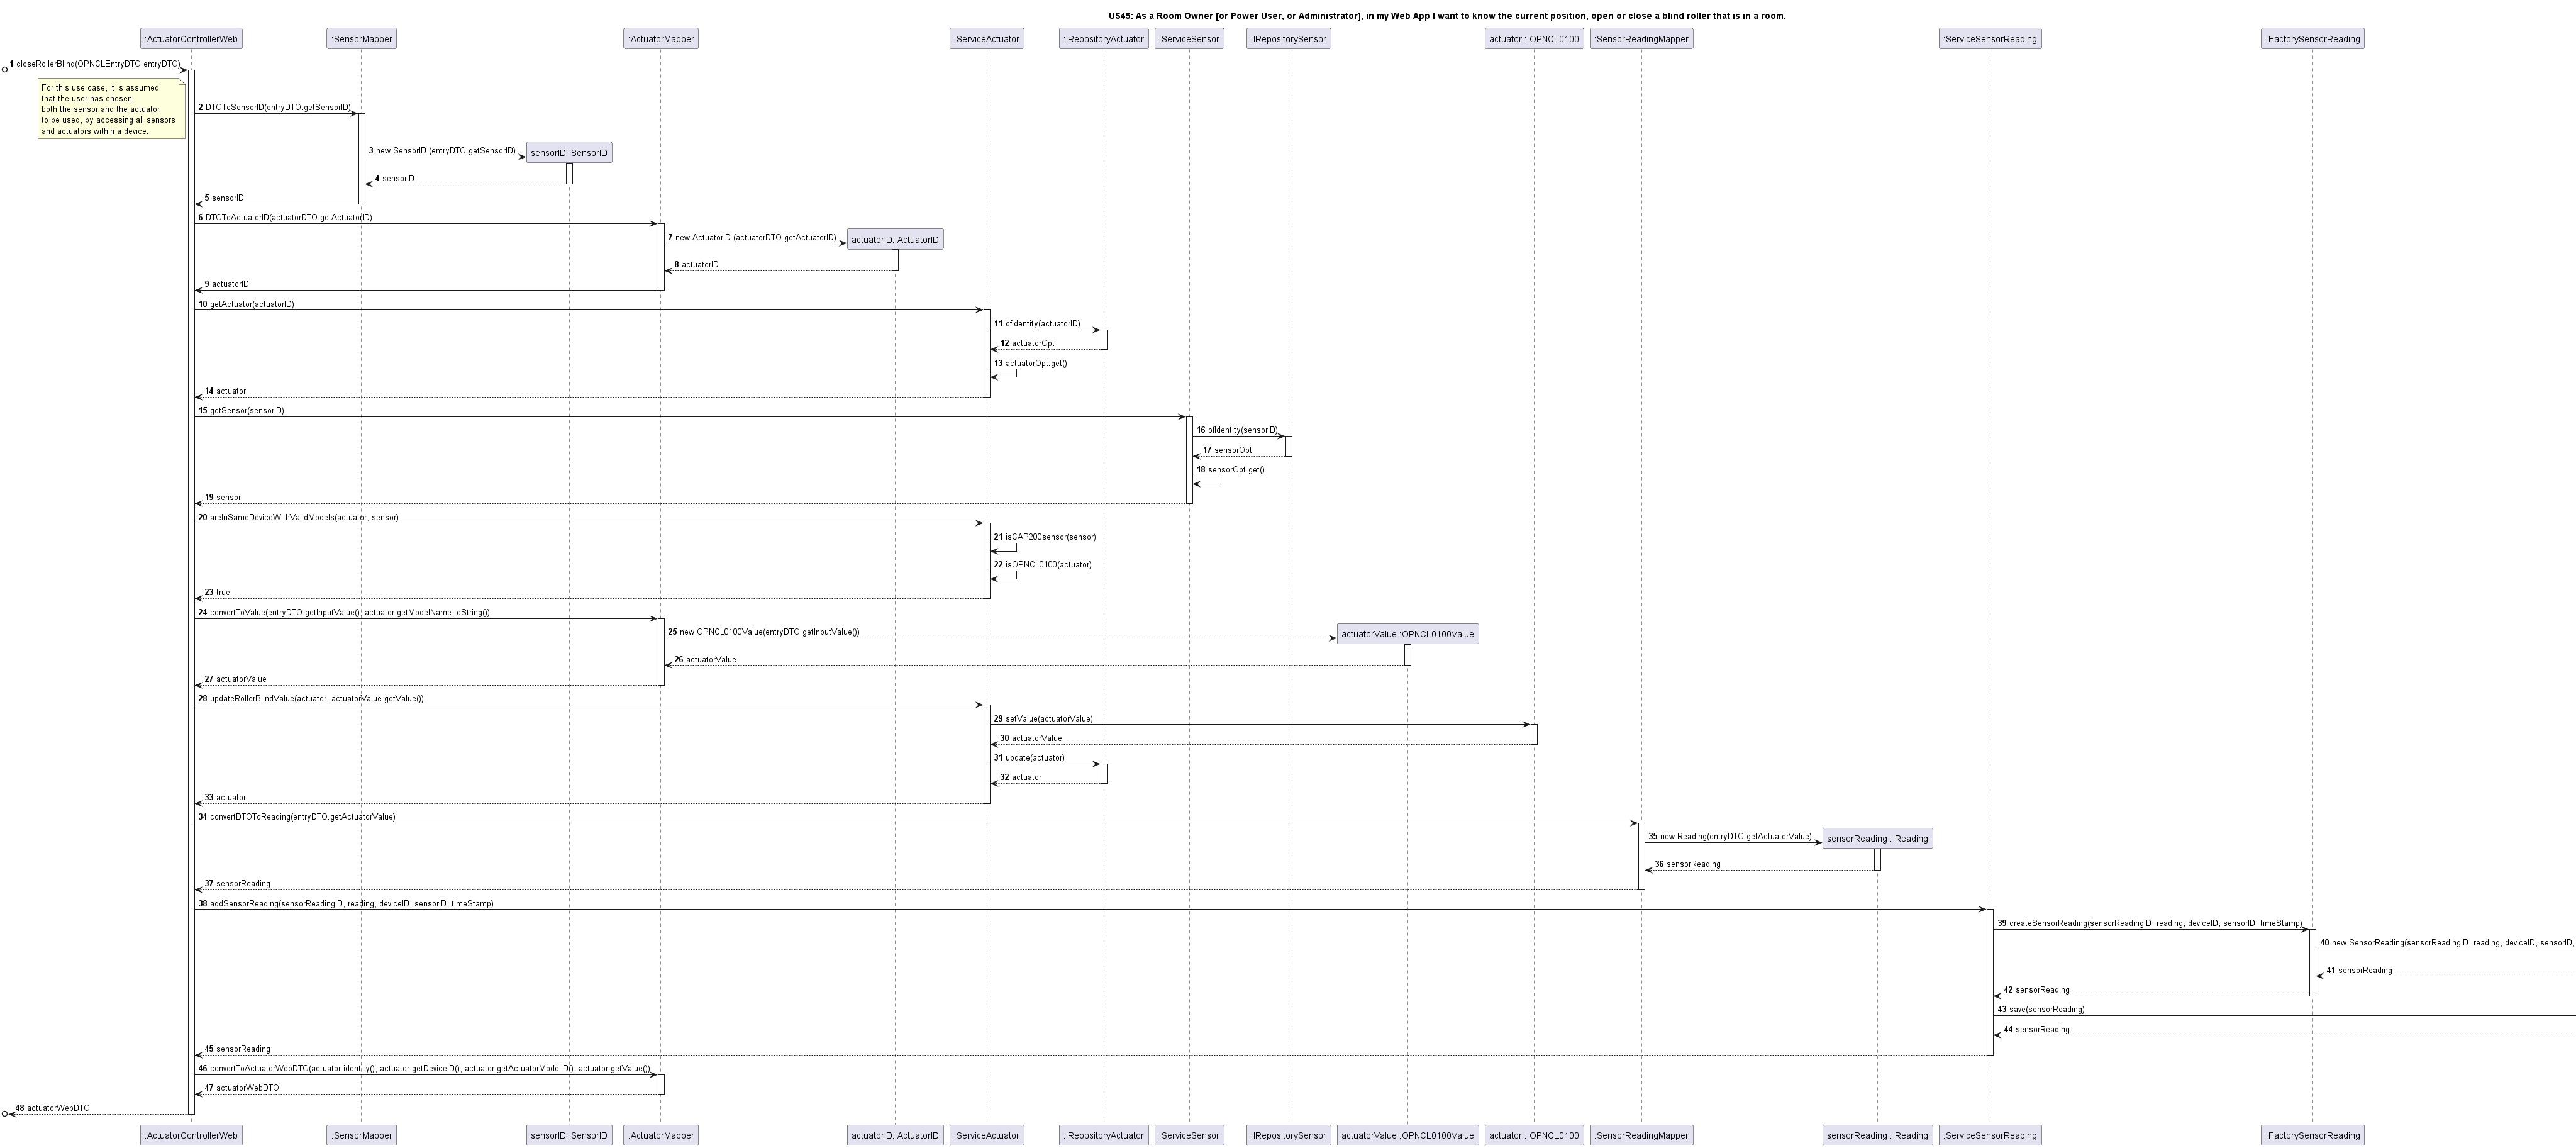 US45: As a Room Owner [or Power User, or Administrator], in my Web App I want to know the current position, open or close a blind roller that is in a room.
:ActuatorControllerWeb
:SensorMapper
:ActuatorMapper
:ServiceActuator
:IRepositoryActuator
:ServiceSensor
:IRepositorySensor
actuator : OPNCL0100
:SensorReadingMapper
:ServiceSensorReading
:FactorySensorReading
1 closeRollerBlind(OPNCLEntryDTO entryDTO)
For this use case, it is assumed
that the user has chosen
both the sensor and the actuator
to be used, by accessing all sensors
and actuators within a device.
2 DTOToSensorID(entryDTO.getSensorID)
3 new SensorID (entryDTO.getSensorID)
sensorID: SensorID
4 sensorID
5 sensorID
6 DTOToActuatorID(actuatorDTO.getActuatorID)
7 new ActuatorID (actuatorDTO.getActuatorID)
actuatorID: ActuatorID
8 actuatorID
9 actuatorID
10 getActuator(actuatorID)
11 ofIdentity(actuatorID)
12 actuatorOpt
13 actuatorOpt.get()
14 actuator
15 getSensor(sensorID)
16 ofIdentity(sensorID)
17 sensorOpt
18 sensorOpt.get()
19 sensor
20 areInSameDeviceWithValidModels(actuator, sensor)
21 isCAP200sensor(sensor)
22 isOPNCL0100(actuator)
23 true
24 convertToValue(entryDTO.getInputValue(); actuator.getModelName.toString())
25 new OPNCL0100Value(entryDTO.getInputValue())
actuatorValue :OPNCL0100Value
26 actuatorValue
27 actuatorValue
28 updateRollerBlindValue(actuator, actuatorValue.getValue())
29 setValue(actuatorValue)
30 actuatorValue
31 update(actuator)
32 actuator
33 actuator
34 convertDTOToReading(entryDTO.getActuatorValue)
35 new Reading(entryDTO.getActuatorValue)
sensorReading : Reading
36 sensorReading
37 sensorReading
38 addSensorReading(sensorReadingID, reading, deviceID, sensorID, timeStamp)
39 createSensorReading(sensorReadingID, reading, deviceID, sensorID, timeStamp)
40 new SensorReading(sensorReadingID, reading, deviceID, sensorID,
41 sensorReading
42 sensorReading
43 save(sensorReading)
44 sensorReading
45 sensorReading
46 convertToActuatorWebDTO(actuator.identity(), actuator.getDeviceID(), actuator.getActuatorModelID(), actuator.getValue())
47 actuatorWebDTO
48 actuatorWebDTO
:ActuatorControllerWeb
:SensorMapper
sensorID: SensorID
:ActuatorMapper
actuatorID: ActuatorID
:ServiceActuator
:IRepositoryActuator
:ServiceSensor
:IRepositorySensor
actuatorValue :OPNCL0100Value
actuator : OPNCL0100
:SensorReadingMapper
sensorReading : Reading
:ServiceSensorReading
:FactorySensorReading